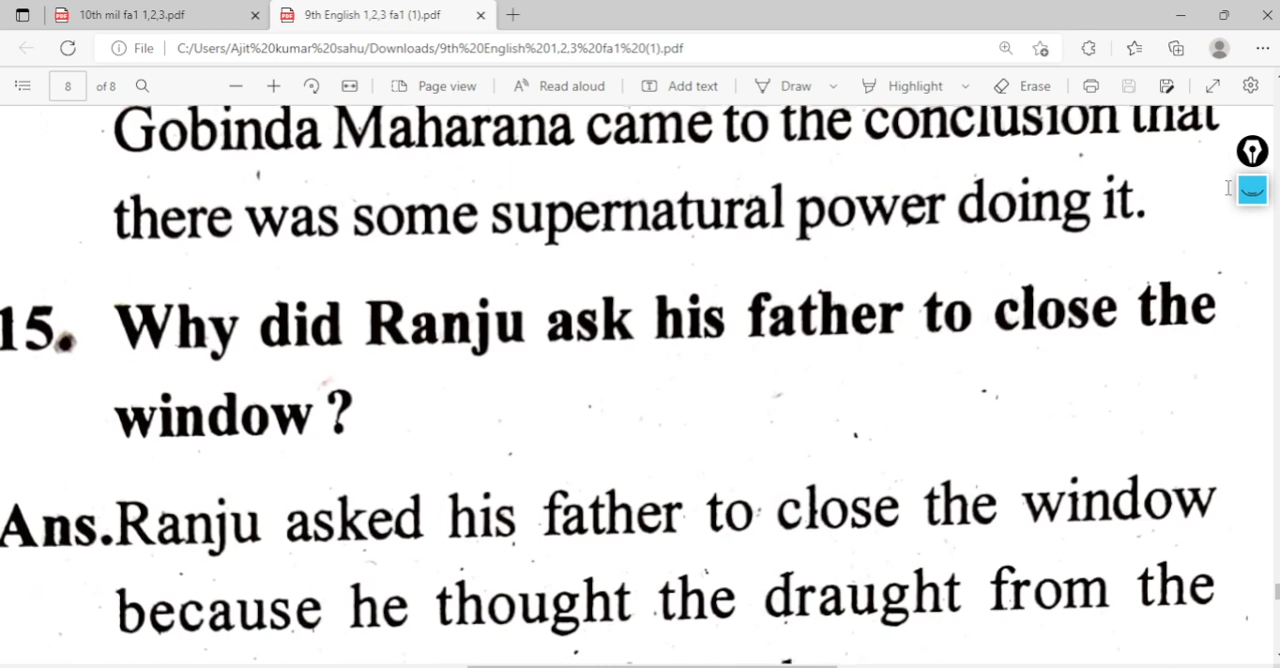 10th mil fa1 1,2,3.pdf
9th English 1,2,3 fa1 (1).pdf
File C:/Users/Ajit%20kumar%20sahu/Downloads/9th%20English%201,2,3%20fa1%20(1).pdf
8 of 8 Page view Read aloud Add text Draw Highlight Erase
Gobinda Maharana came to the conclusion that
there was some supernatural power doing it.
15. Why did Ranju ask his father to close the
window ?
Ans. Ranju asked his father to close the window
because he thought the draught from the